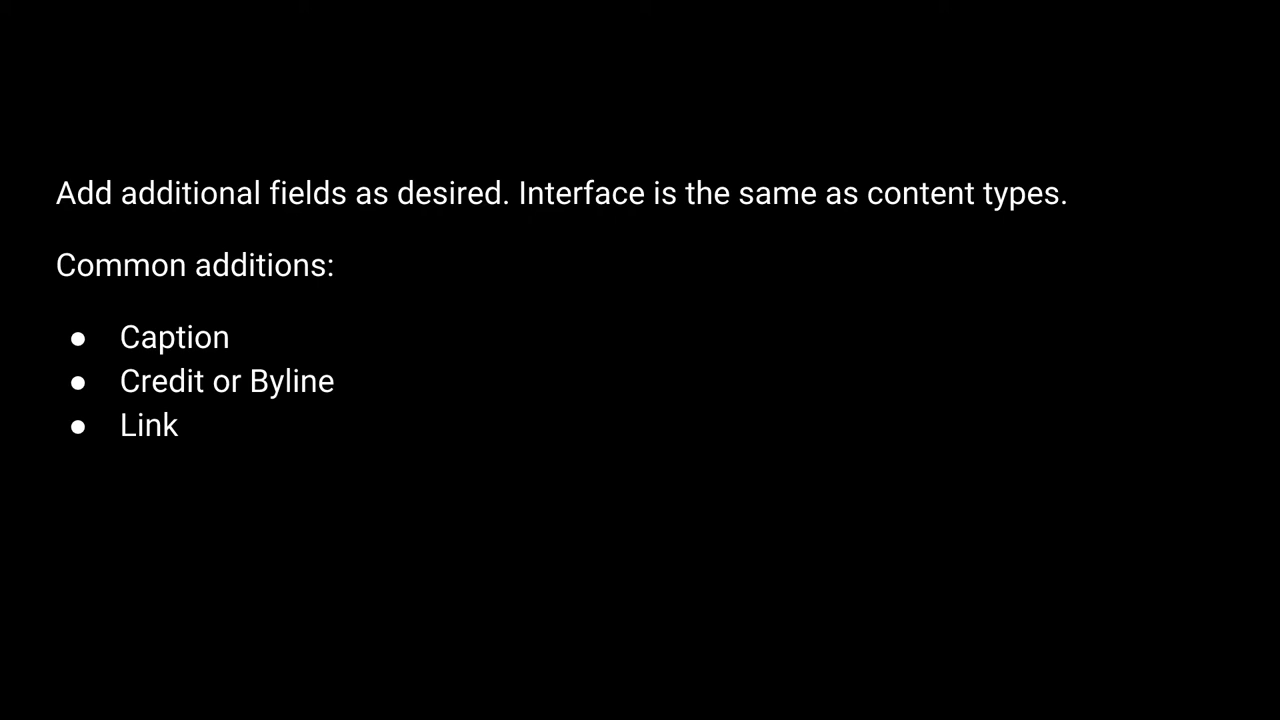 Add additional fields as desired. Interface is the same as content types.
Common additions:
● Caption
● Credit or Byline
● Link